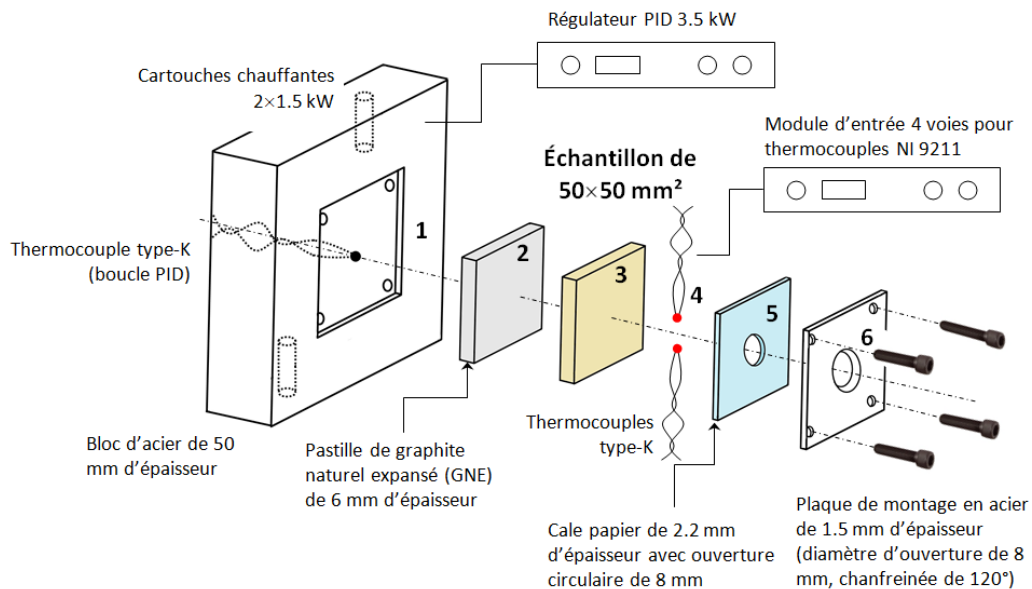 Régulateur PID 3.5 kW
Cartouches chauffantes
2×1.5 kW
Module d'entrée 4 voies pour
thermocouples NI 9211
Échantillon de
50×50 mm²
Thermocouple type-K
(boucle PID)
1
2
3
4
5
6
Thermocouples
type-K
Bloc d'acier de 50
mm d'épaisseur
Pastille de graphite
naturel expansé (GNE)
de 6 mm d'épaisseur
Cale papier de 2.2 mm
d'épaisseur avec ouverture
circulaire de 8 mm
Plaque de montage en acier
de 1.5 mm d'épaisseur
(diamètre d'ouverture de 8
mm, chanfreinée de 120°)